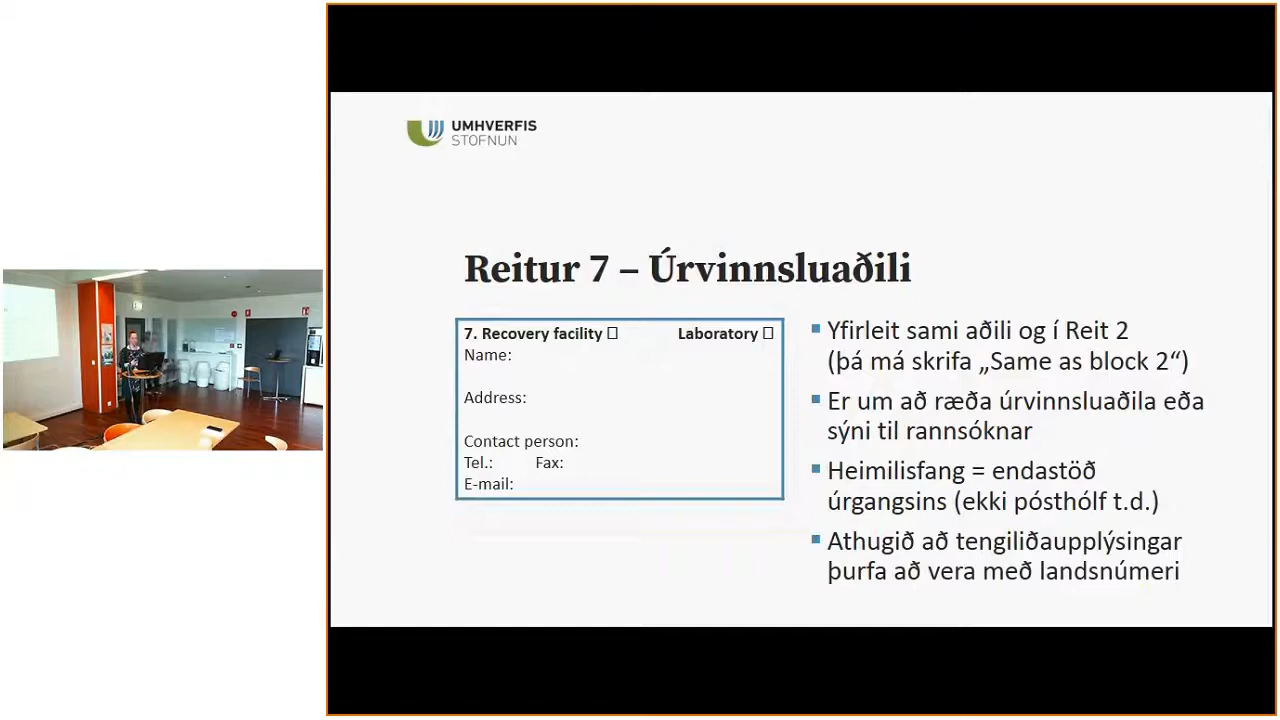 UMHVERFIS
STOFNUN
Reitur 7 – Úrvinnsluaðili
7. Recovery facility ☐ Laboratory ☐
Name:
Address:
Contact person:
Tel.: Fax:
E-mail:
▪ Yfirleit sami aðili og í Reit 2
(þá má skrifa „Same as block 2“)
▪ Er um að ræða úrvinnsluaðila eða
sýni til rannsóknar
▪ Heimilisfang = endastöð
úrgangsins (ekki pósthólf t.d.)
▪ Athugið að tengiliðaupplýsingar
þurfa að vera með landsnúmeri